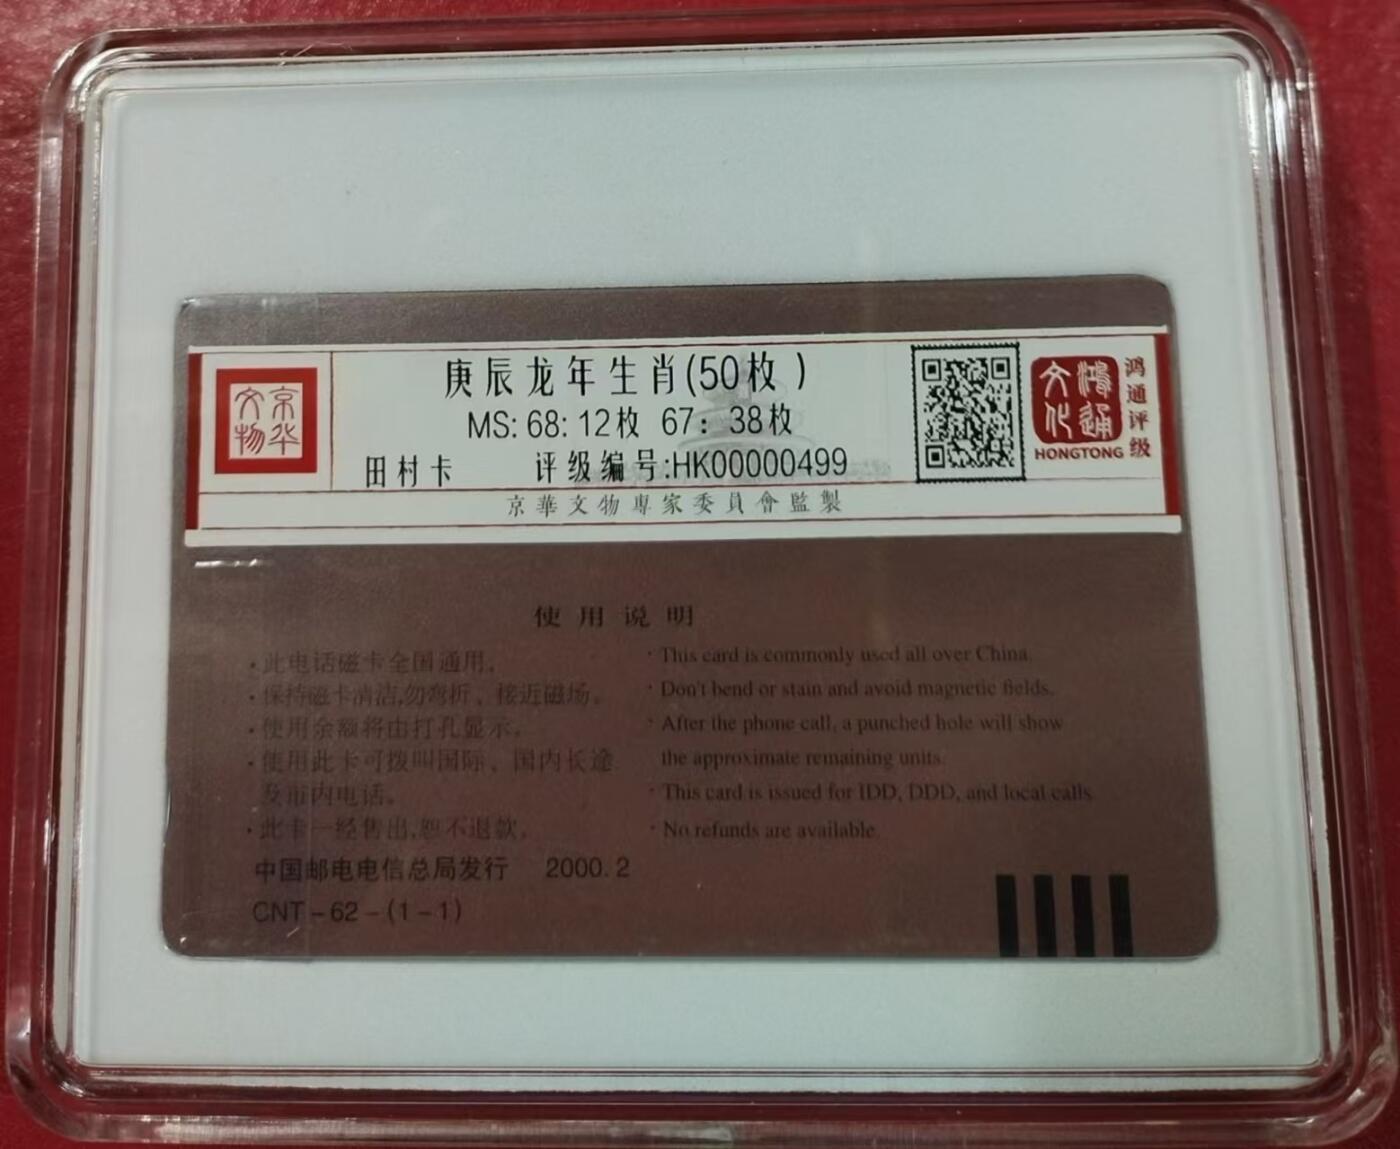 京华文物
庚辰龙年生肖(50枚)
MS: 68: 12枚 67: 38枚
田村卡 评级编号:HK00000499
京華文物專家委員會監製
鸿通文化
HONGTONG
鸿通评级
使用说明
·此电话磁卡全国通用。
·保持磁卡清洁,勿弯折、接近磁场。
·使用余额将由打孔显示。
·使用此卡可拨叫国际、国内长途
及市内电话。
·此卡一经售出,恕不退款。
中国邮电电信总局发行 2000.2
CNT-62-(1-1)
·This card is commonly used all over China.
·Don't bend or stain and avoid magnetic fields.
·After the phone call, a punched hole will show
the approximate remaining units.
·This card is issued for IDD, DDD, and local calls.
·No refunds are available.